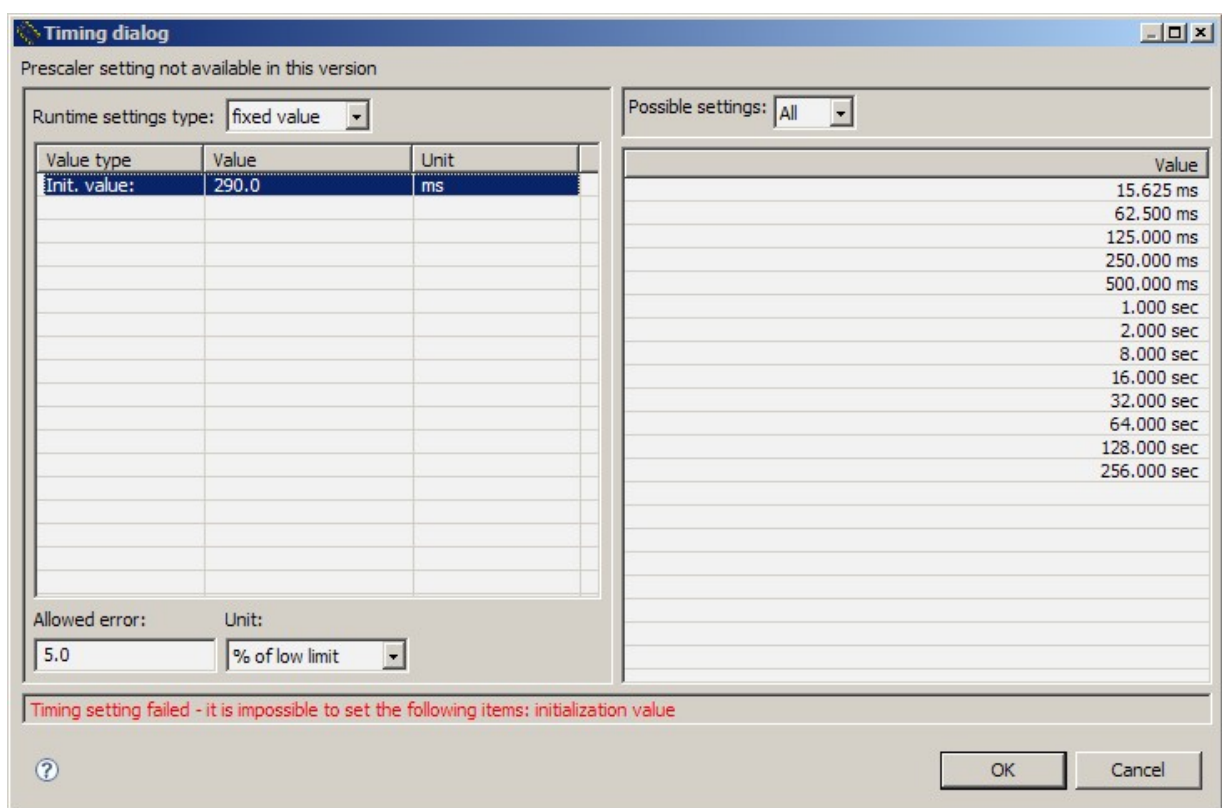 Timing dialog
Prescaler setting not available in this version
Runtime settings type: fixed value
Value type Value Unit
Init. value: 290.0 ms
Allowed error: Unit:
5.0 % of low limit
Possible settings: All
Value
15.625 ms
62.500 ms
125.000 ms
250.000 ms
500.000 ms
1.000 sec
2.000 sec
8.000 sec
16.000 sec
32.000 sec
64.000 sec
128.000 sec
256.000 sec
Timing setting failed - it is impossible to set the following items: initialization value
? OK Cancel